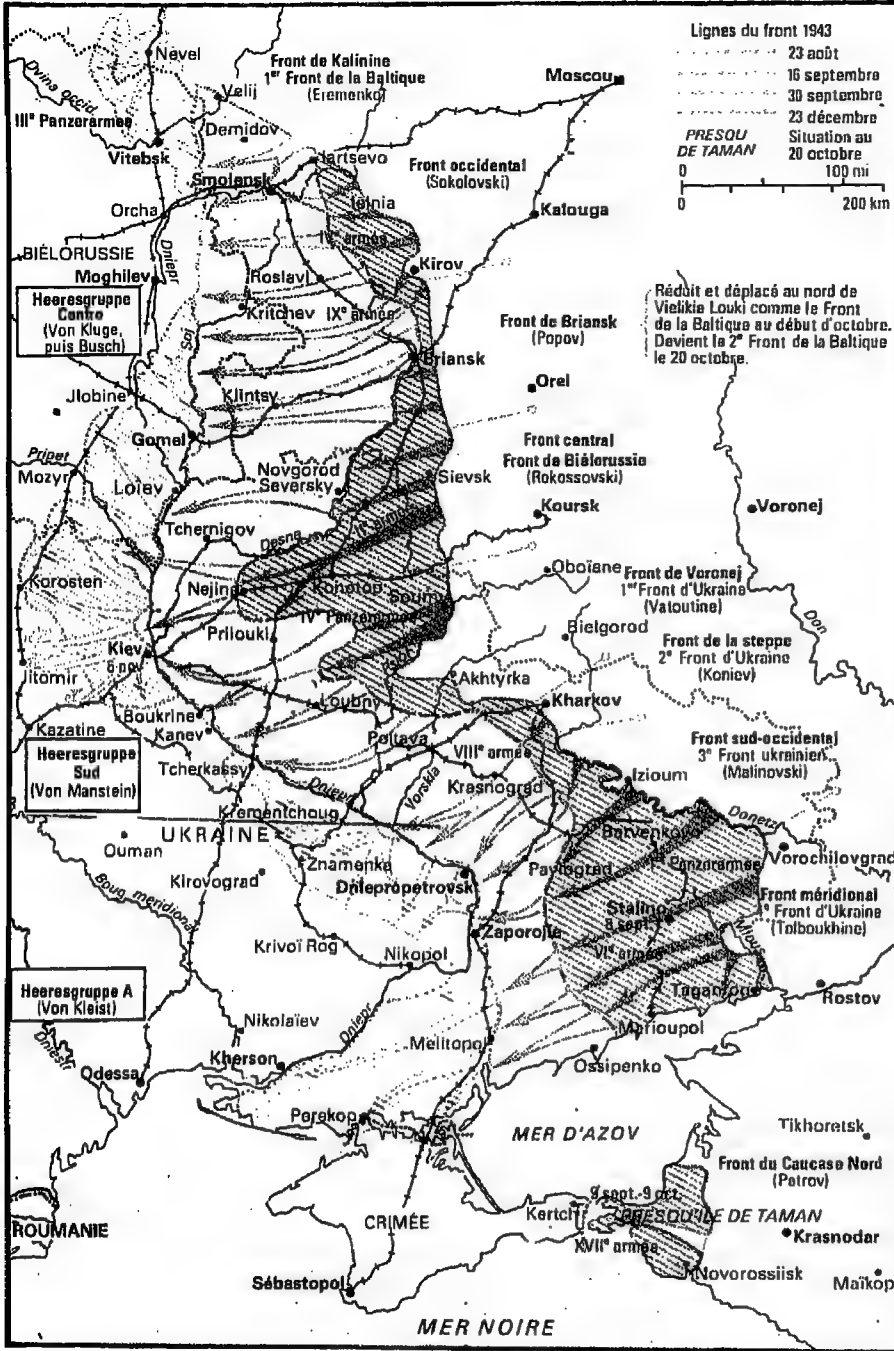 Lignes du front 1943
23 août
16 septembre
30 septembre
23 décembre
PRESOU
DE TAMAN
Situation au
20 octobre
0 100 mi
0 200 km
Nevel
Dvina occid.
Velij
IIIe Panzerarmee
Demidov
Vitebsk
Front de Kalinine
1er Front de la Baltique
(Eremenko)
Moscou
Iartsevo
Smolensk
Front occidental
(Sokolovski)
Orcha
Ielnia
Kalouga
IVe armée
BIÉLORUSSIE
Dniepr
Moghilev
Roslavl
Kirov
Heeresgruppe
Centro
(Von Kluge,
puis Busch)
Kritchev
IXe armée
Soj
Réduit et déplacé au nord de
Vielikie Louki comme le Front
de la Baltique au début d'octobre.
Devient le 2e Front de la Baltique
le 20 octobre.
Front de Briansk
(Popov)
Briansk
Orel
Jlobine
Klintsy
Gomel
Front central
Front de Biélorussie
(Rokossovski)
Pripet
Mozyr
Novgorod
Seversky
Sievsk
Loïev
Koursk
Voronej
Tchernigov
Desna
Oboïane
Korosten
Nejine
Konotop
Soumy
Front de Voronej
1er Front d'Ukraine
(Vatoutine)
Don
IVe Panzerarmee
Prilouki
Kiev
6 nov.
Bielgorod
Front de la steppe
2e Front d'Ukraine
(Koniev)
Jitomir
Akhtyrka
Loubny
Kharkov
Kazatine
Boukrine
Kanev
Poltava
VIIIe armée
Front sud-occidental
3e Front ukrainien
(Malinovski)
Heeresgruppe
Sud
(Von Manstein)
Tcherkassy
Dniepr
Vorskla
Krasnograd
Izioum
Krementchoug
Donets
UKRAINE
Barvenkovo
Ouman
Znamenka
Pavlograd
Panzerarmee
Vorochilovgrad
Kirovograd
Dniepropetrovsk
Boug meridional
Stalino
8 sept.
Front méridional
Front d'Ukraine
(Tolboukhine)
Zaporojie
Krivoï Rog
VIe armée
Mious
Nikopol
Taganrog
Rostov
Heeresgruppe A
(Von Kleist)
Marioupol
Nikolaïev
Dniepr
Melitopol
Dniestr
Kherson
Ossipenko
Odessa
Perekop
MER D'AZOV
Tikhoretsk
Front du Caucase Nord
(Petrov)
9 sept.-9 oct.
Kertch
PRESQU'ILE DE TAMAN
ROUMANIE
CRIMÉE
XVIIe armée
Krasnodar
Novorossiisk
Sébastopol
Maïkop
MER NOIRE